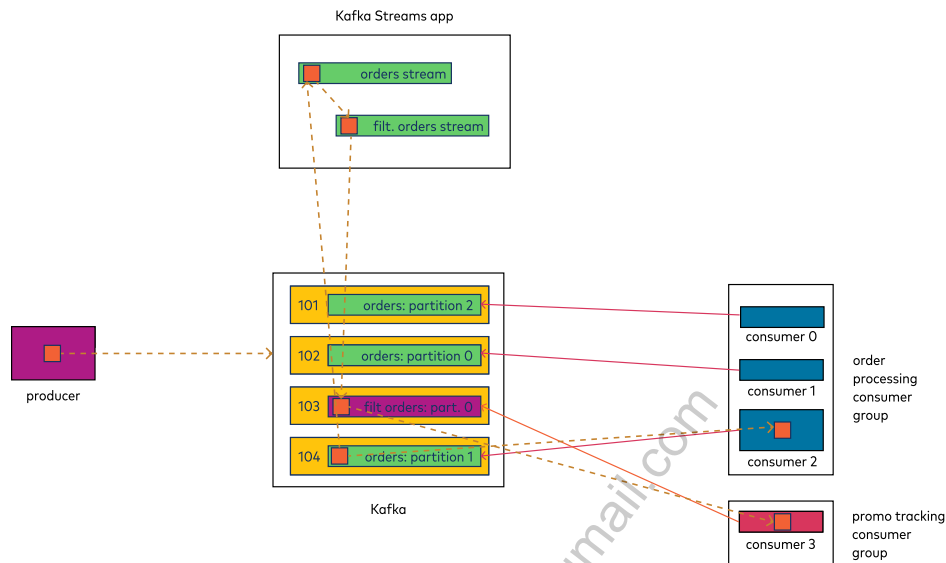 Kafka Streams app
orders stream
filt. orders stream
101
orders: partition 2
102
orders: partition 0
103
filt orders: part. 0
104
orders: partition 1
Kafka
producer
consumer 0
consumer 1
consumer 2
order
processing
consumer
group
consumer 3
promo tracking
consumer
group